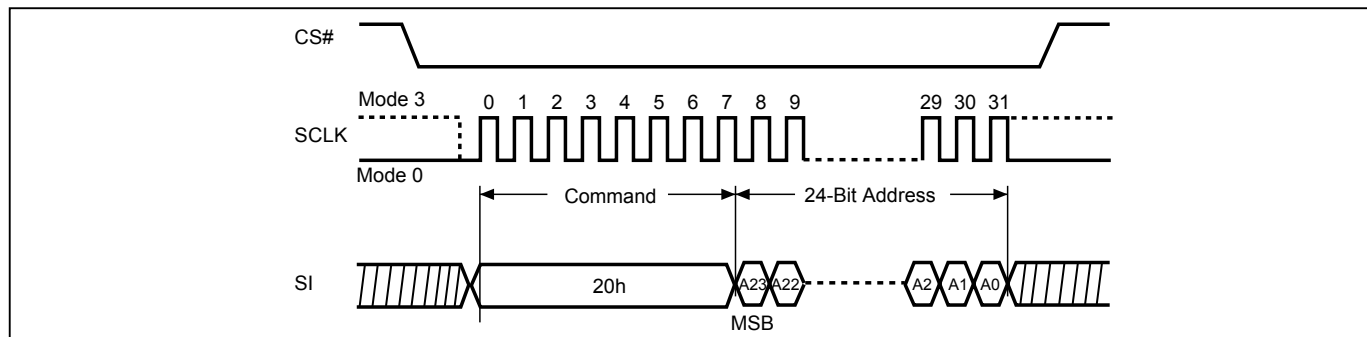 CS#
Mode 3
0 1 2 3 4 5 6 7 8 9 29 30 31
SCLK
Mode 0
Command 24-Bit Address
SI
20h A23 A22 A2 A1 A0
MSB